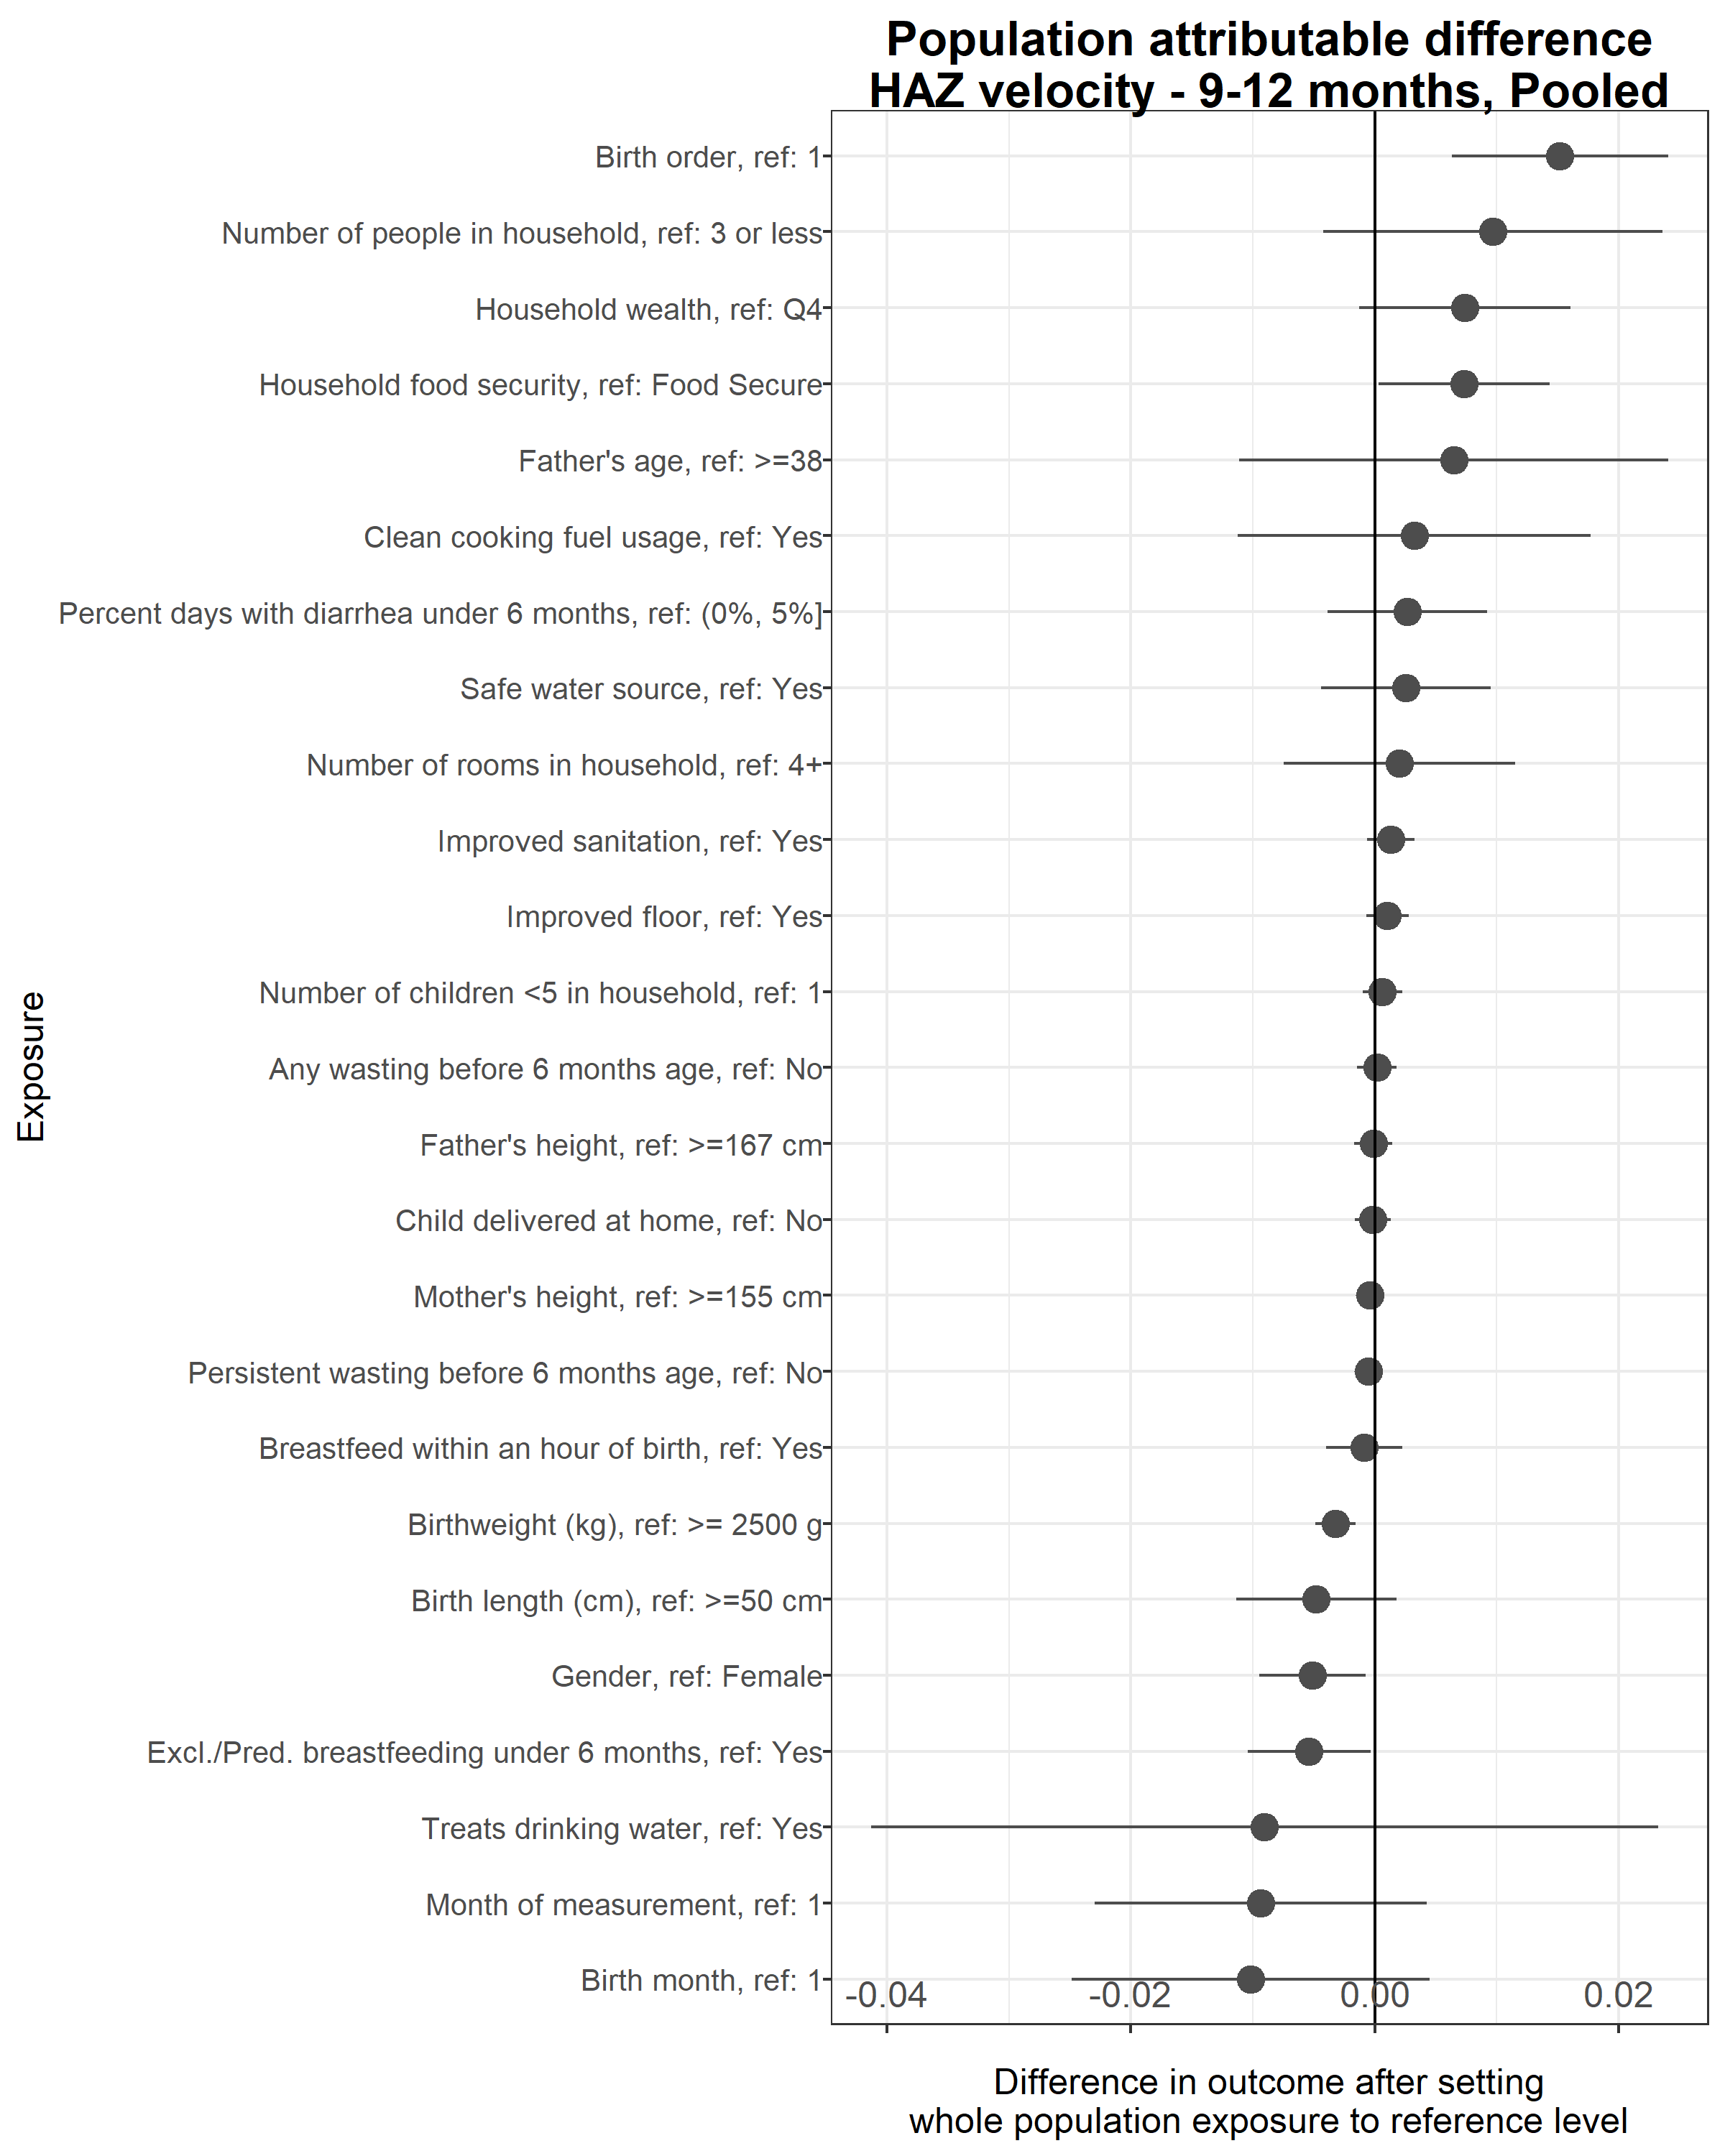 Population attributable difference
HAZ velocity - 9-12 months, Pooled
Birth order, ref: 1
Number of people in household, ref: 3 or less
Household wealth, ref: Q4
Household food security, ref: Food Secure
Father's age, ref: >=38
Clean cooking fuel usage, ref: Yes
Percent days with diarrhea under 6 months, ref: (0%, 5%]
Safe water source, ref: Yes
Number of rooms in household, ref: 4+
Improved sanitation, ref: Yes
Improved floor, ref: Yes
Number of children <5 in household, ref: 1
Any wasting before 6 months age, ref: No
Father's height, ref: >=167 cm
Child delivered at home, ref: No
Mother's height, ref: >=155 cm
Persistent wasting before 6 months age, ref: No
Breastfeed within an hour of birth, ref: Yes
Birthweight (kg), ref: >= 2500 g
Birth length (cm), ref: >=50 cm
Gender, ref: Female
Excl./Pred. breastfeeding under 6 months, ref: Yes
Treats drinking water, ref: Yes
Month of measurement, ref: 1
Birth month, ref: 1
Exposure
-0.04 -0.02 0.00 0.02
Difference in outcome after setting
whole population exposure to reference level